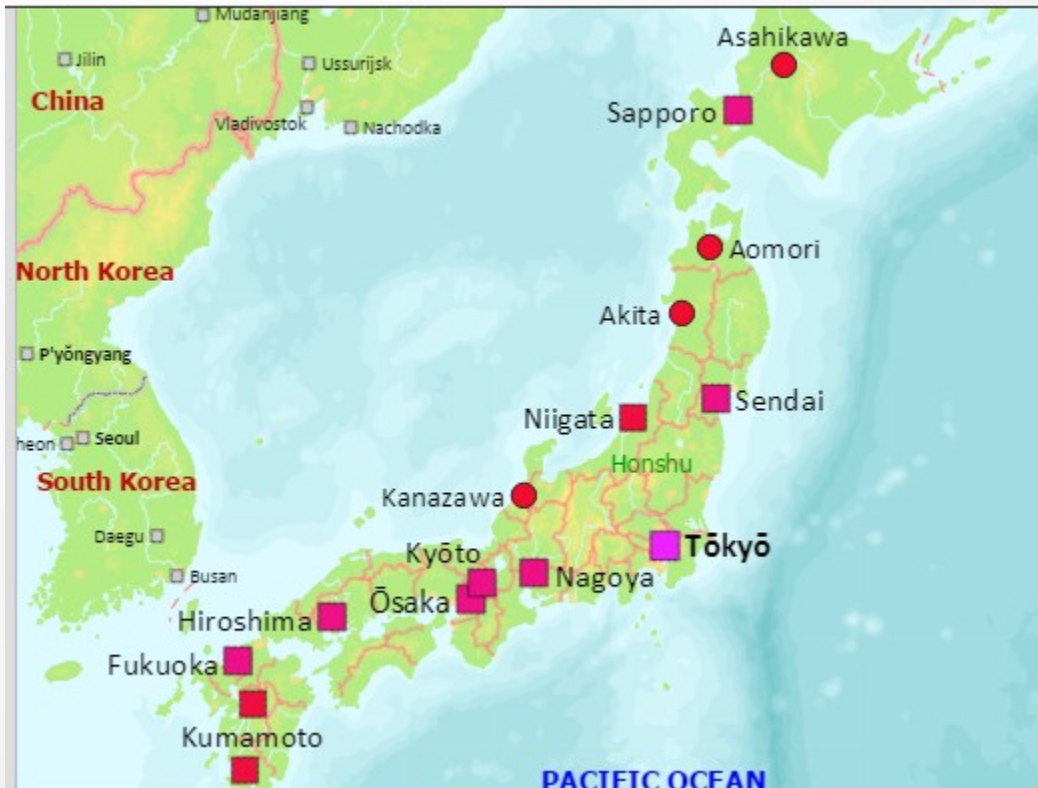 Mudanjiang
Asahikawa
Jilin
Ussurijsk
China
Sapporo
Vladivostok
Nachodka
Aomori
North Korea
Akita
P'yŏngyang
Sendai
Niigata
heon
Seoul
Honshu
South Korea
Kanazawa
Daegu
Tōkyō
Kyōto
Busan
Nagoya
Ōsaka
Hiroshima
Fukuoka
Kumamoto
PACIFIC OCEAN